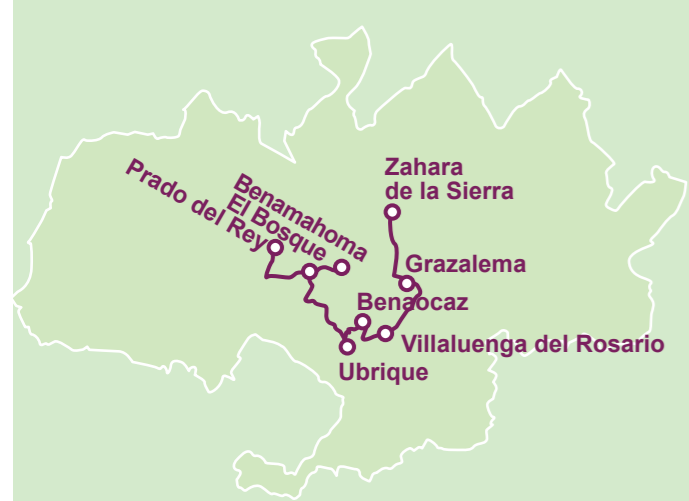 Zahara
de la Sierra
Benamahoma
El Bosque
Prado del Rey
Grazalema
Benaocaz
Villaluenga del Rosario
Ubrique